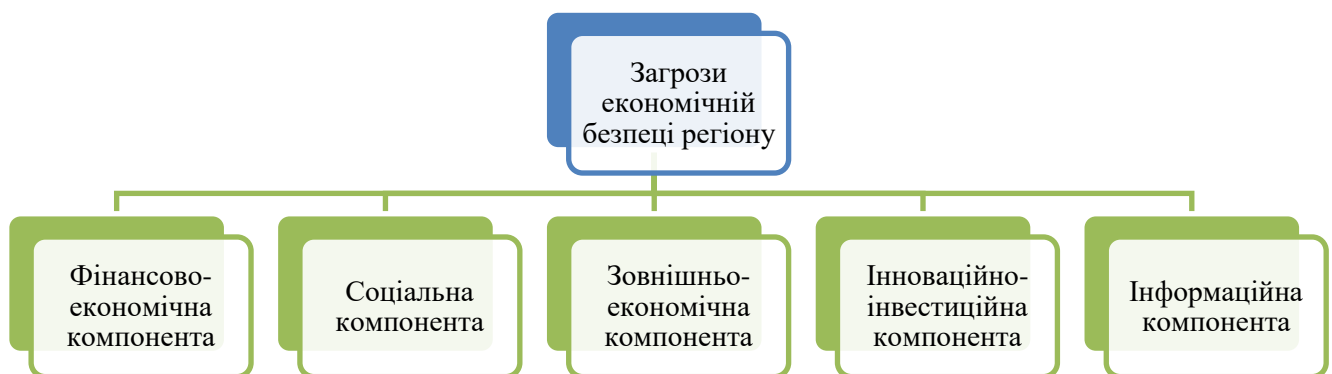 Загрози
економічній
безпеці регіону
Фінансово-
економічна
компонента
Соціальна
компонента
Зовнішньо-
економічна
компонента
Інноваційно-
інвестиційна
компонента
Інформаційна
компонента